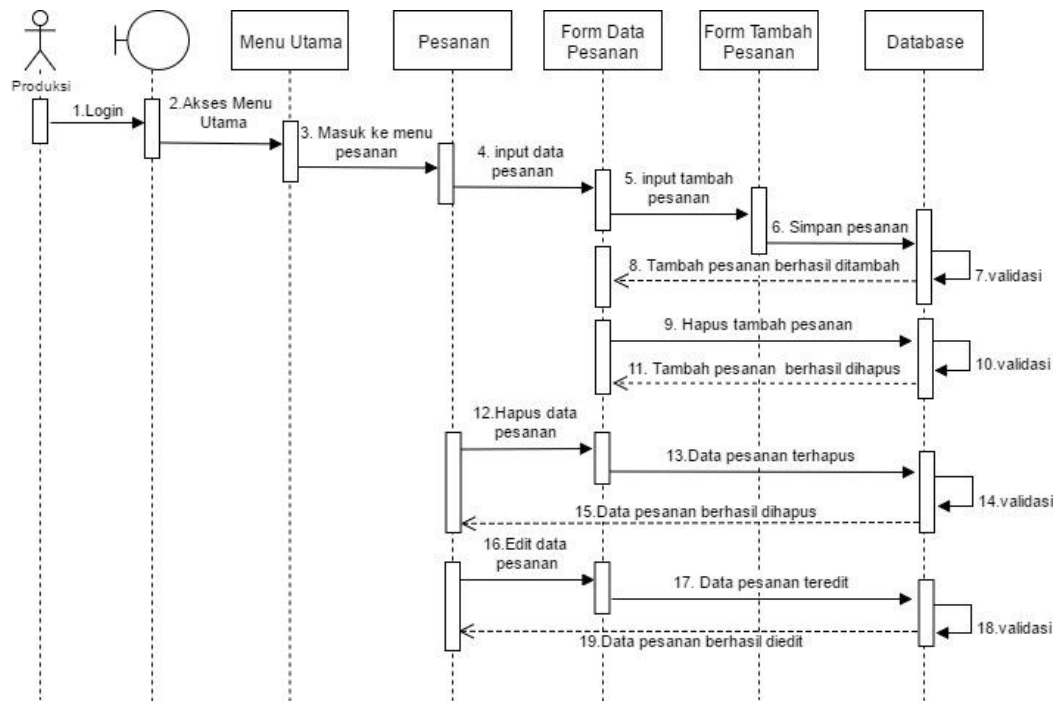 Produksi
Menu Utama
Pesanan
Form Data
Pesanan
Form Tambah
Pesanan
Database
1.Login
2.Akses Menu
Utama
3. Masuk ke menu
pesanan
4. input data
pesanan
5. input tambah
pesanan
6. Simpan pesanan
7.validasi
8. Tambah pesanan berhasil ditambah
9. Hapus tambah pesanan
10.validasi
11. Tambah pesanan berhasil dihapus
12.Hapus data
pesanan
13.Data pesanan terhapus
14.validasi
15.Data pesanan berhasil dihapus
16.Edit data
pesanan
17. Data pesanan teredit
18.validasi
19.Data pesanan berhasil diedit